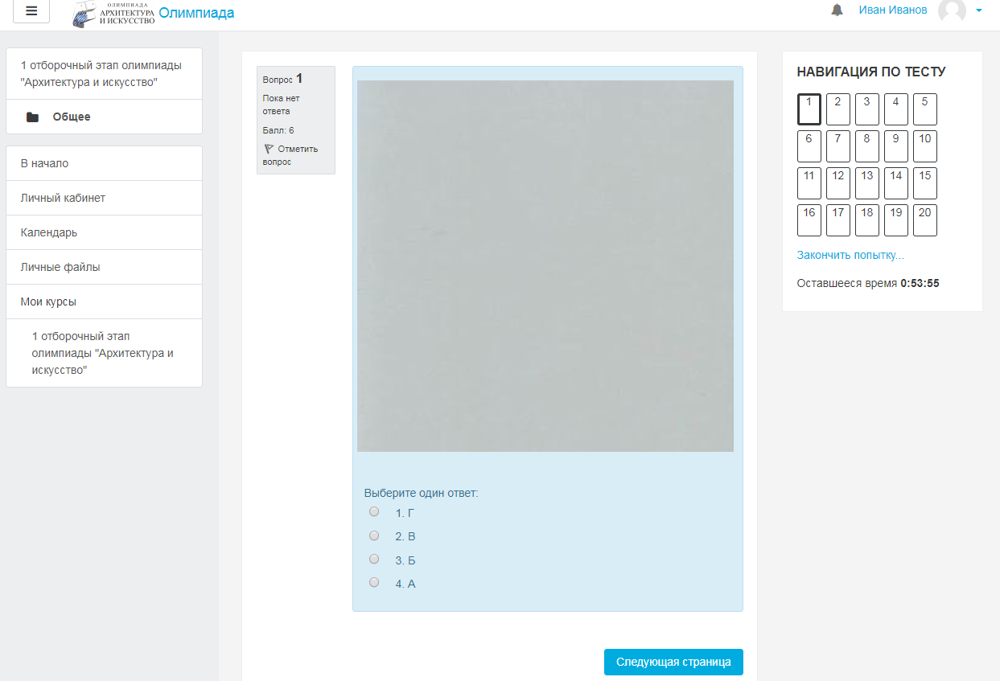 ОЛИМПИАДА
АРХИТЕКТУРА
И ИСКУССТВО
Олимпиада
Иван Иванов
1 отборочный этап олимпиады
"Архитектура и искусство"
Общее
В начало
Личный кабинет
Календарь
Личные файлы
Мои курсы
1 отборочный этап
олимпиады "Архитектура и
искусство"
Вопрос 1
Пока нет
ответа
Балл: 6
Отметить
вопрос
Выберите один ответ:
1. Г
2. В
3. Б
4. А
Следующая страница
НАВИГАЦИЯ ПО ТЕСТУ
1 2 3 4 5
6 7 8 9 10
11 12 13 14 15
16 17 18 19 20
Закончить попытку...
Оставшееся время 0:53:55